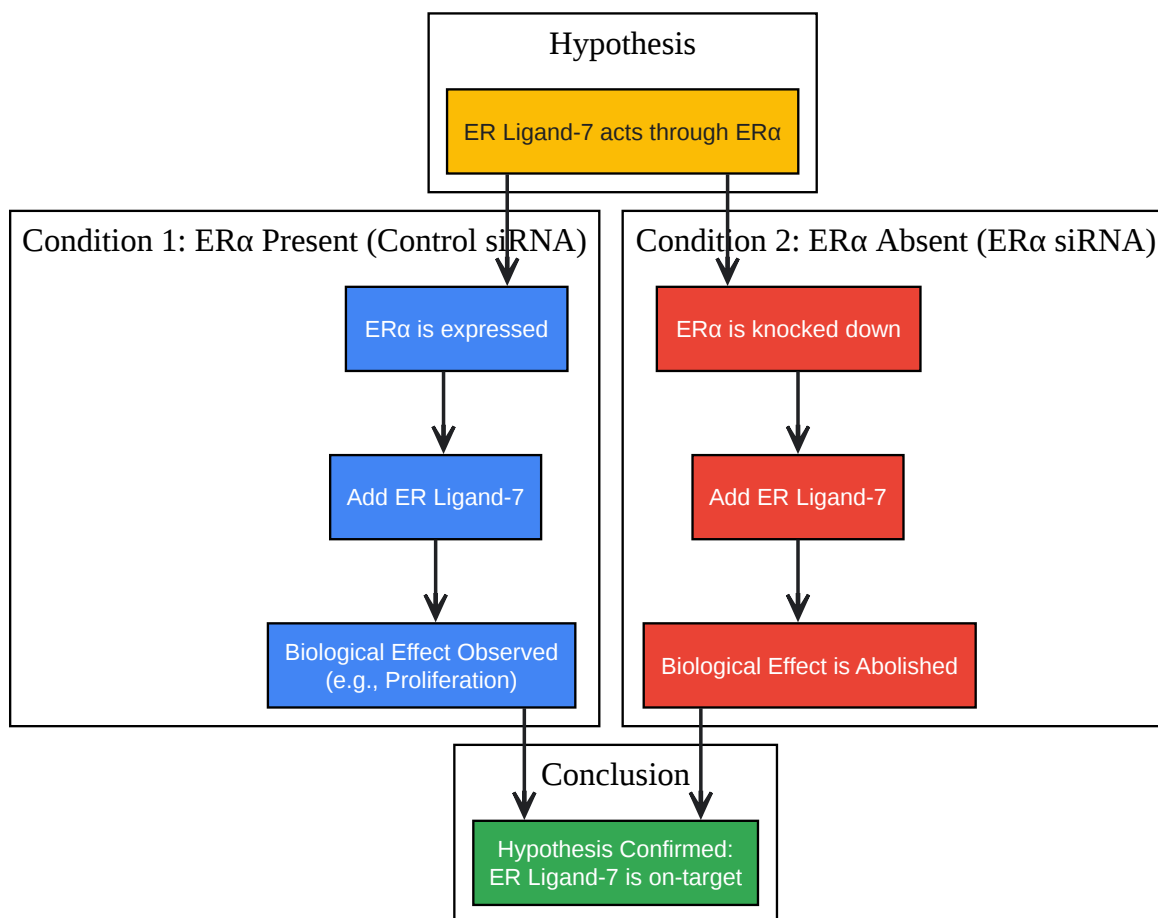 Hypothesis
ER Ligand-7 acts through ERα
Condition 1: ERα Present (Control siRNA)
ERα is expressed
Add ER Ligand-7
Biological Effect Observed
(e.g., Proliferation)
Condition 2: ERα Absent (ERα siRNA)
ERα is knocked down
Add ER Ligand-7
Biological Effect is Abolished
Conclusion
Hypothesis Confirmed:
ER Ligand-7 is on-target